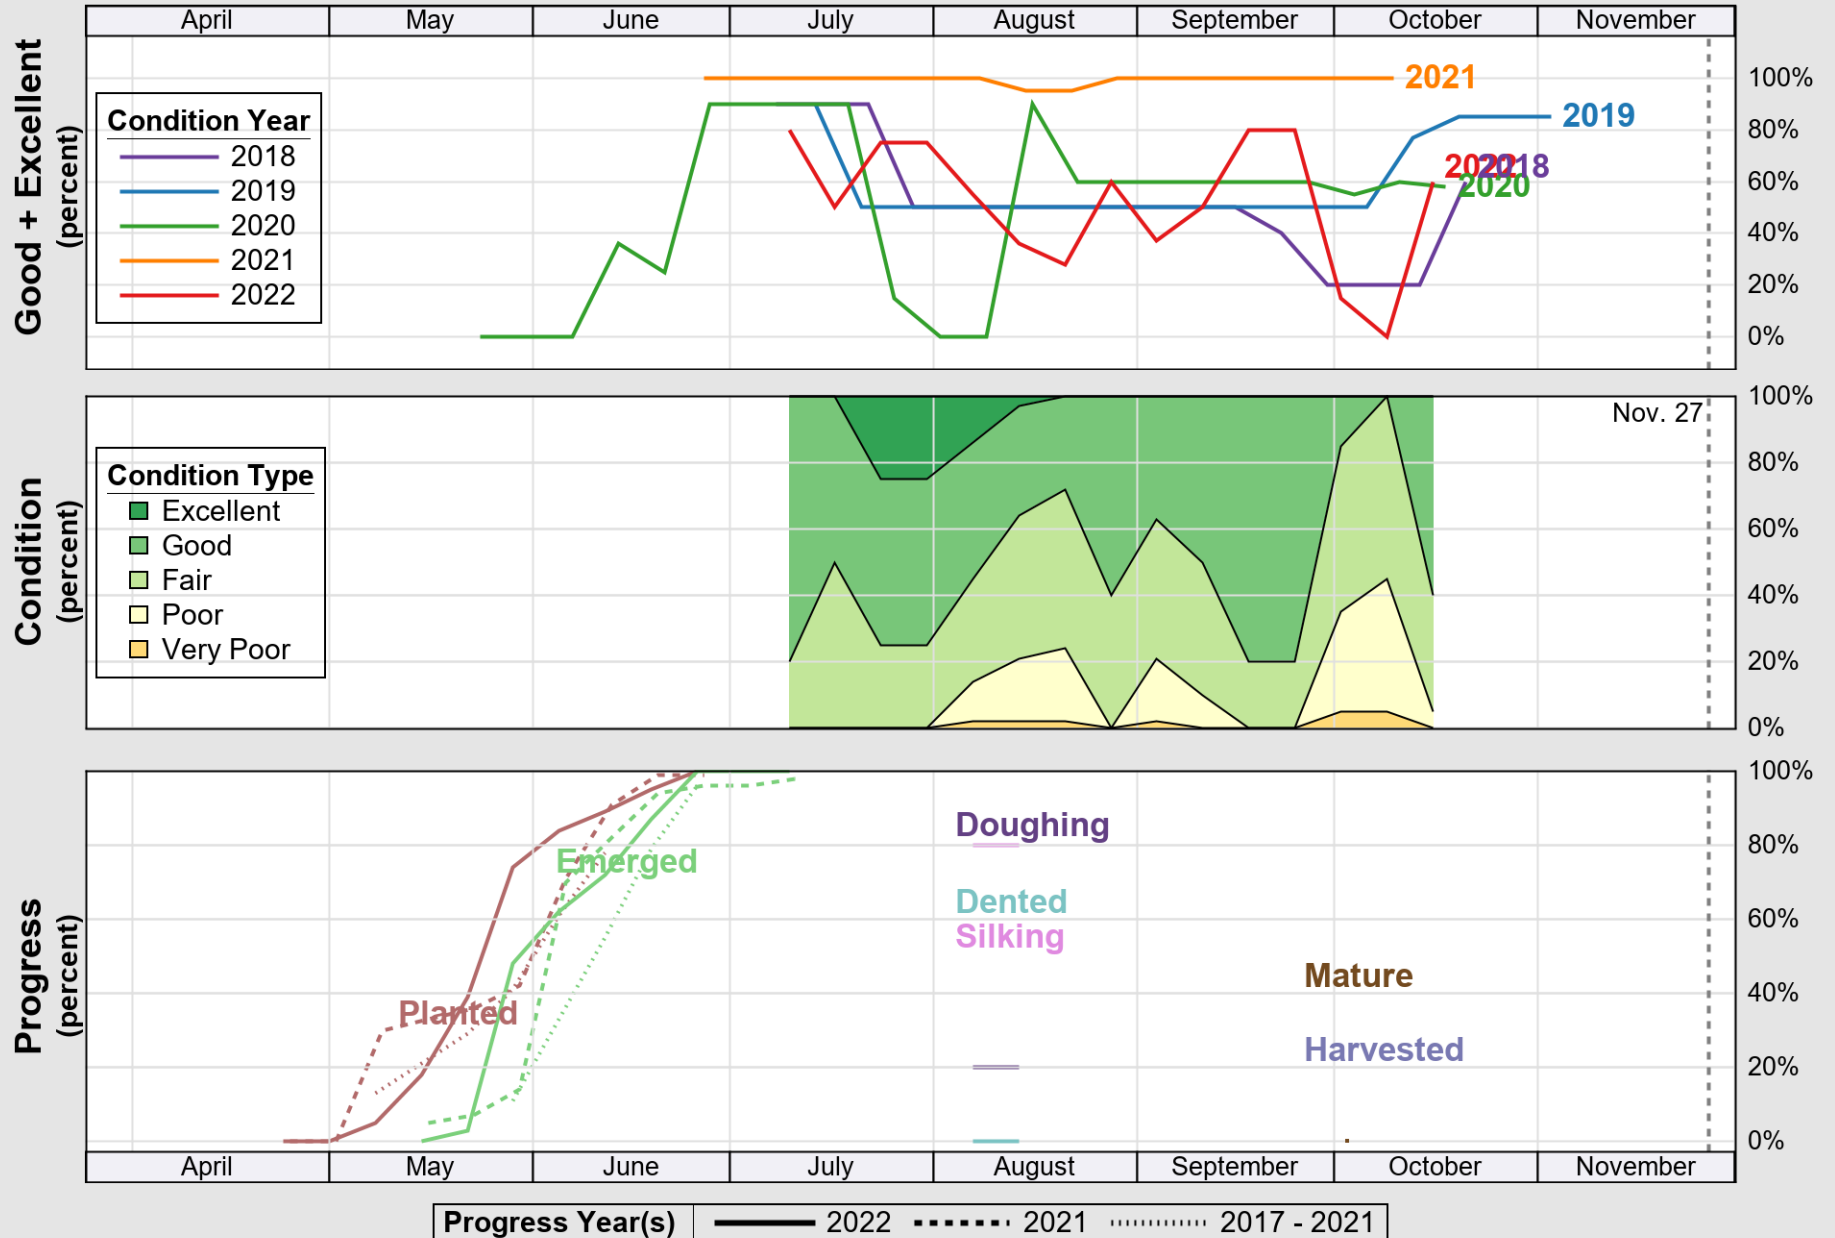 April May June July August September October November
Good + Excellent
(percent)
Condition Year
2018
2019
2020
2021
2022
2021
2019
2022
2018
2020
100%
80%
60%
40%
20%
0%
Condition
(percent)
Condition Type
Excellent
Good
Fair
Poor
Very Poor
Nov. 27
100%
80%
60%
40%
20%
0%
Progress
(percent)
Planted
Emerged
Doughing
Dented
Silking
Mature
Harvested
100%
80%
60%
40%
20%
0%
April May June July August September October November
Progress Year(s) 2022 2021 2017 - 2021